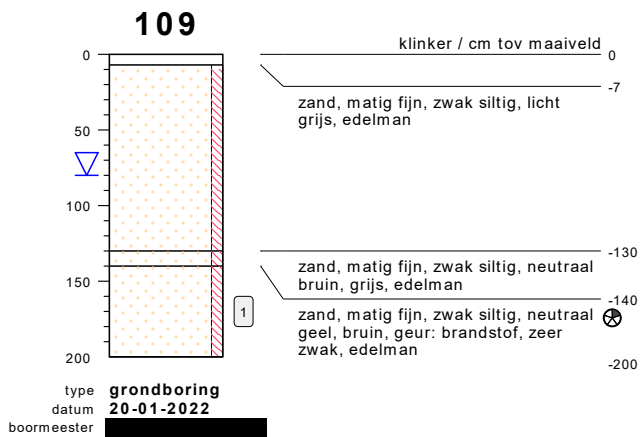 109
klinker / cm tov maaiveld
0
0
-7
zand, matig fijn, zwak siltig, licht
grijs, edelman
50
100
-130
zand, matig fijn, zwak siltig, neutraal
bruin, grijs, edelman
150
-140
1
zand, matig fijn, zwak siltig, neutraal
geel, bruin, geur: brandstof, zeer
zwak, edelman
200
-200
type grondboring
datum 20-01-2022
boormeester